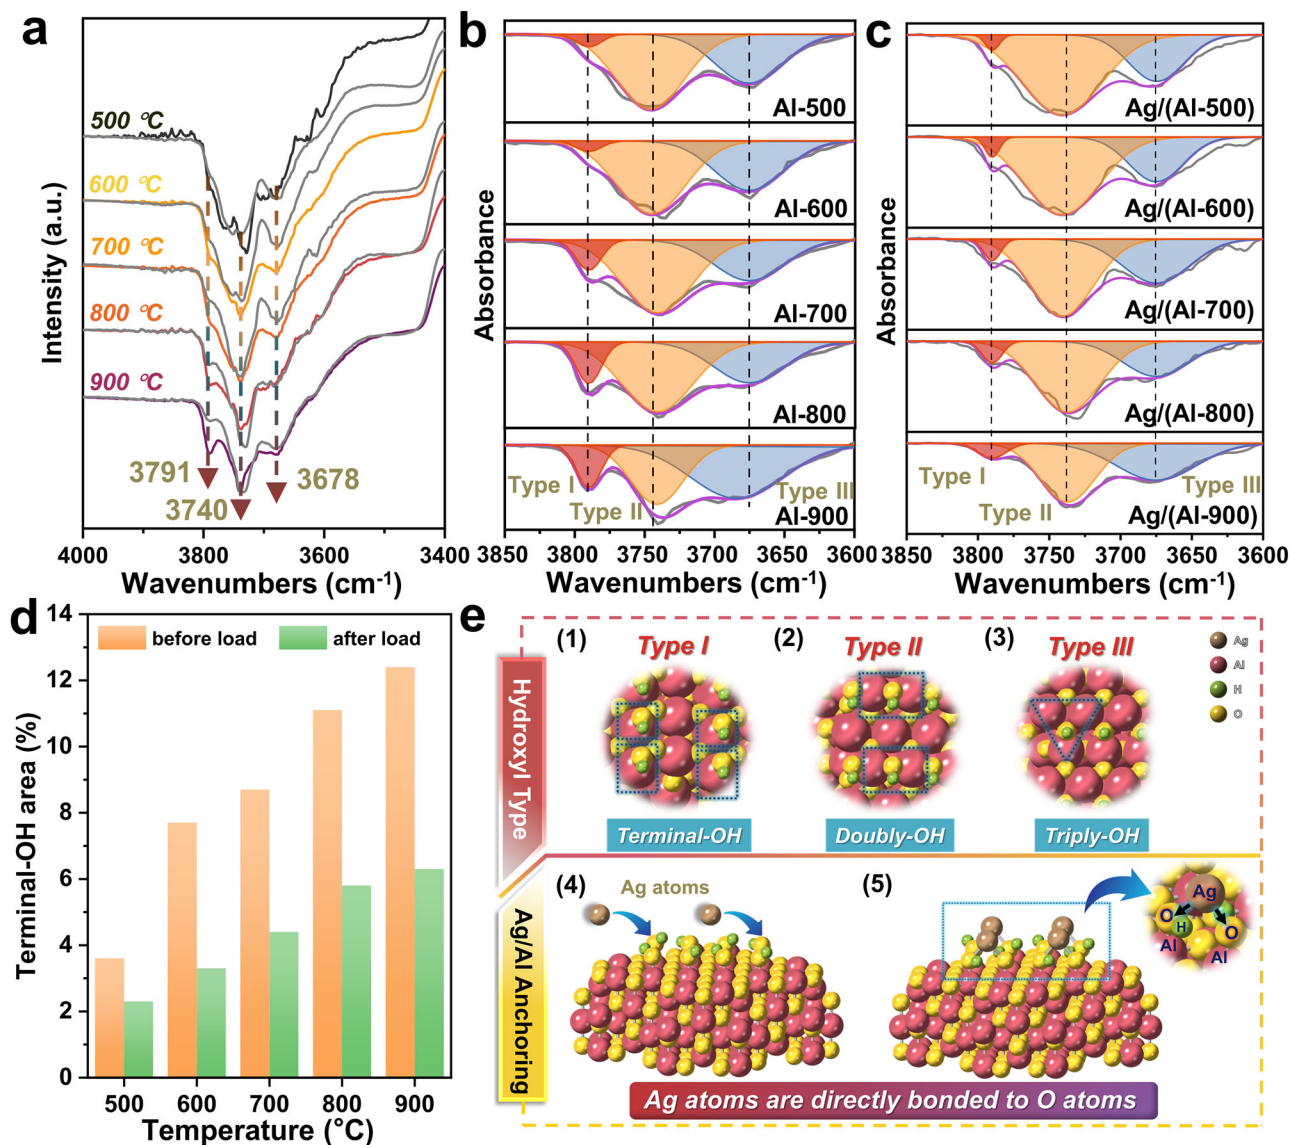 a
500 °C
600 °C
700 °C
800 °C
900 °C
3791
3740
3678
Intensity (a.u.)
4000
3800
3600
3400
Wavenumbers (cm-1)
b
Al-500
Al-600
Al-700
Al-800
Type I
Type II
Type III
Al-900
Absorbance
3850
3800
3750
3700
3650
3600
Wavenumbers (cm-1)
c
Ag/(Al-500)
Ag/(Al-600)
Ag/(Al-700)
Ag/(Al-800)
Type I
Type II
Type III
Ag/(Al-900)
Absorbance
3850
3800
3750
3700
3650
3600
Wavenumbers (cm-1)
d
before load
after load
14
12
10
8
6
4
2
0
Terminal-OH area (%)
500
600
700
800
900
Temperature (°C)
e
Hydroxyl Type
(1)
Type I
Terminal-OH
(2)
Type II
Doubly-OH
(3)
Type III
Triply-OH
Ag
Al
H
O
Ag/Al Anchoring
(4)
Ag atoms
(5)
Ag
O
H
O
Al
Al
Ag atoms are directly bonded to O atoms